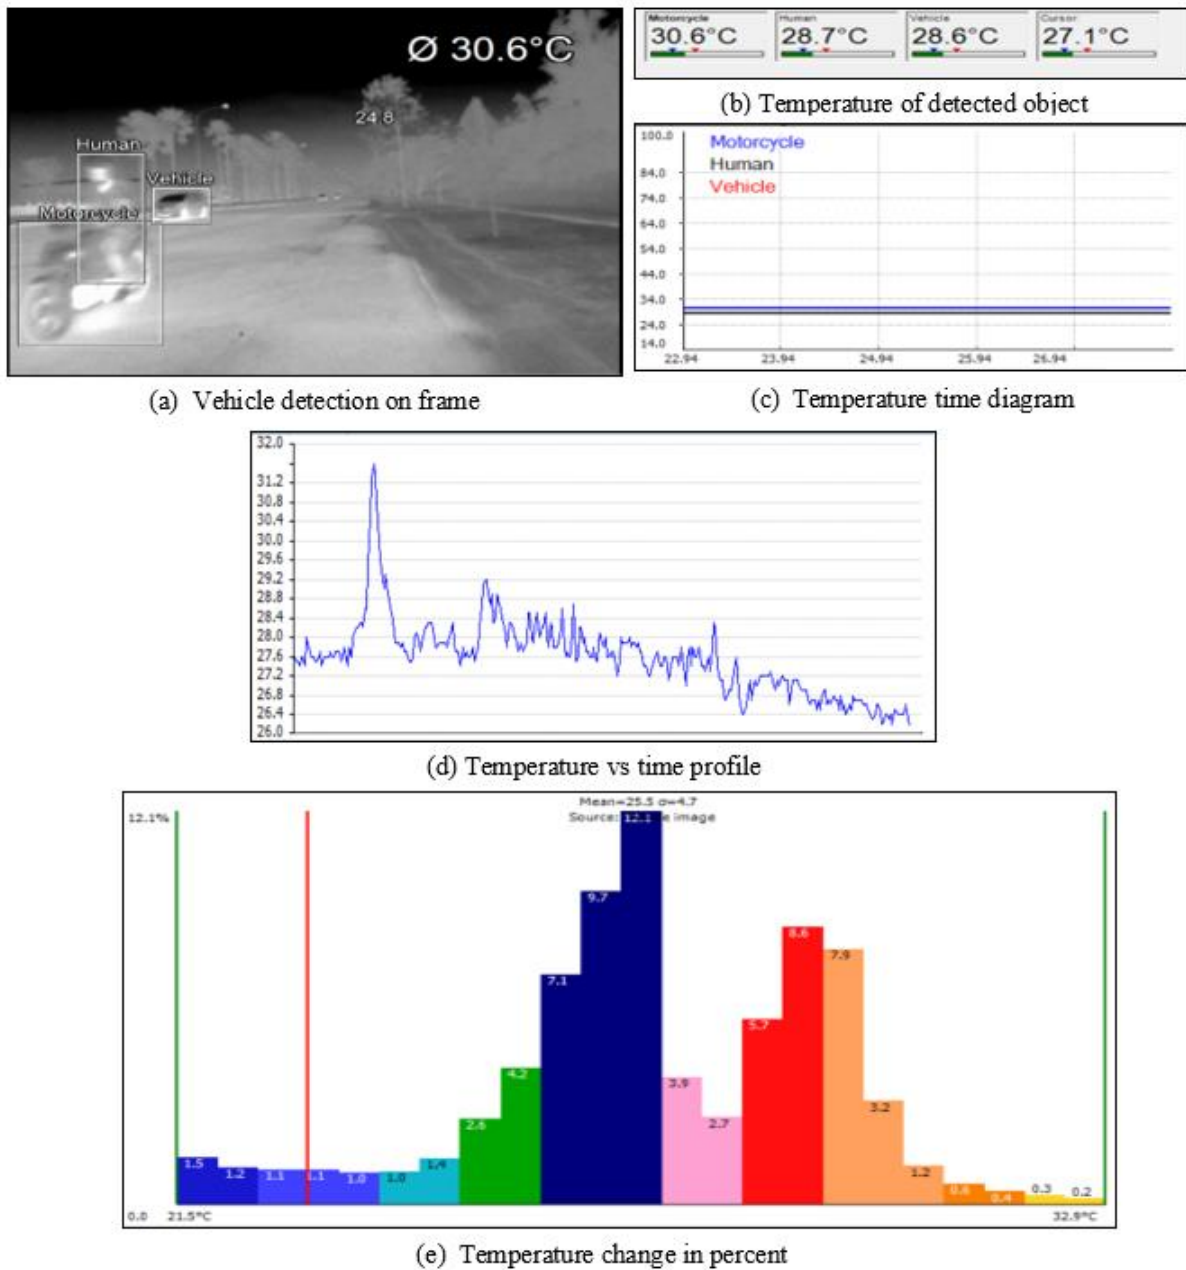 Ø 30.6°C
24.8
Human
Vehicle
Motorcycle
(a) Vehicle detection on frame
Motorcycle Human Vehicle Cursor
30.6°C 28.7°C 28.6°C 27.1°C
(b) Temperature of detected object
100.0
84.0
74.0
64.0
54.0
44.0
34.0
24.0
14.0
Motorcycle
Human
Vehicle
22.94 23.94 24.94 25.94 26.94
(c) Temperature time diagram
32.0
31.2
30.8
30.4
30.0
29.6
29.2
28.8
28.4
28.0
27.6
27.2
26.8
26.4
26.0
(d) Temperature vs time profile
Mean=25.5 σ=4.7
12.1% Source: image
12.1
9.7
8.6
7.9
7.1
5.7
4.2
3.9
3.2
2.6 2.7
1.5 1.2 1.1 1.1 1.0 1.0 1.4 1.2 0.6 0.4 0.3 0.2
0.0 21.5°C 32.9°C
(e) Temperature change in percent